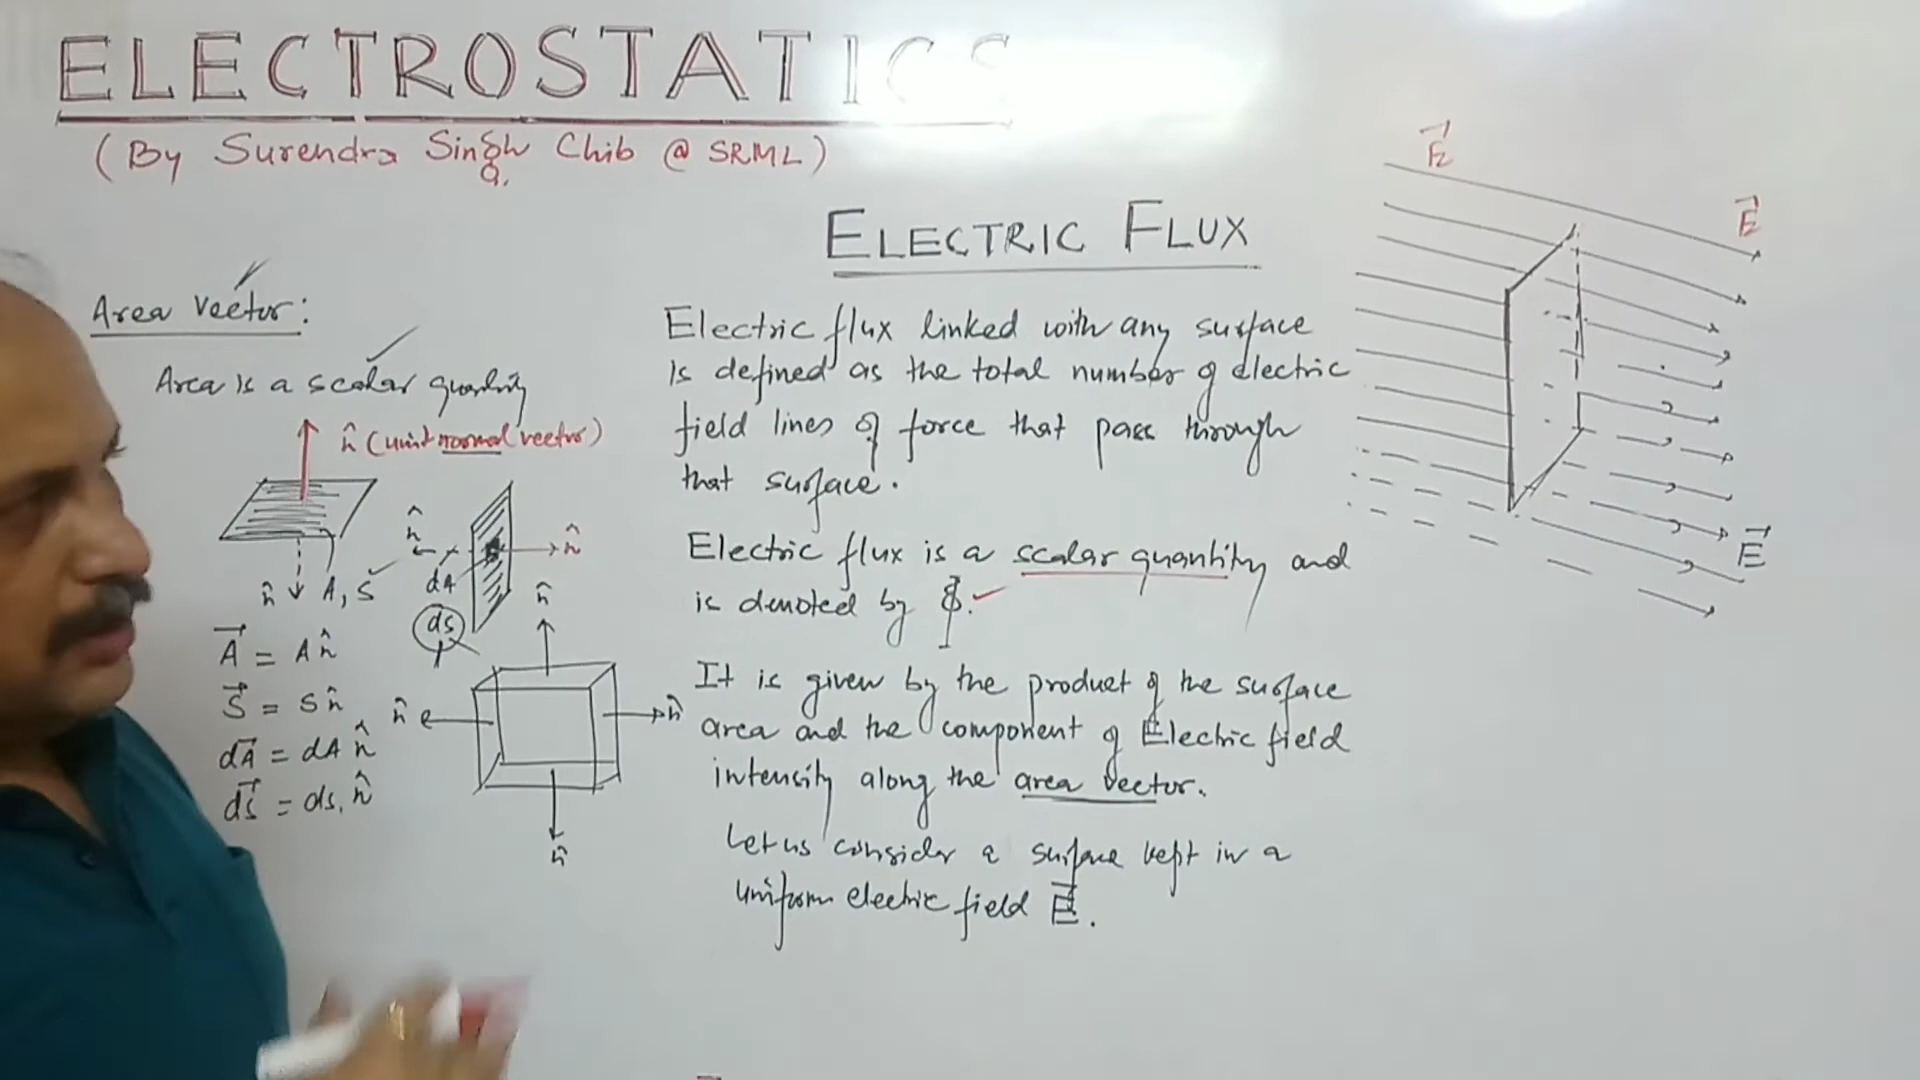 ELECTROSTATICS
(By Surendra Singh Chib @ SRML)
ELECTRIC FLUX
Area Vector:
Area is a scalar quantity
n̂ (unit normal vector)
n̂ A, S
n̂ dA n̂
ds
A⃗ = A n̂
S⃗ = S n̂
dA⃗ = dA n̂
dS⃗ = ds. n̂
n̂
n̂ n̂
n̂
Electric flux linked with any surface
is defined as the total number of electric
field lines of force that pass through
that surface.
Electric flux is a scalar quantity and
is denoted by ϕ.
It is given by the product of the surface
area and the component of Electric field
intensity along the area vector.
Let us consider a surface kept in a
uniform electric field E⃗.
E⃗
E⃗
E⃗